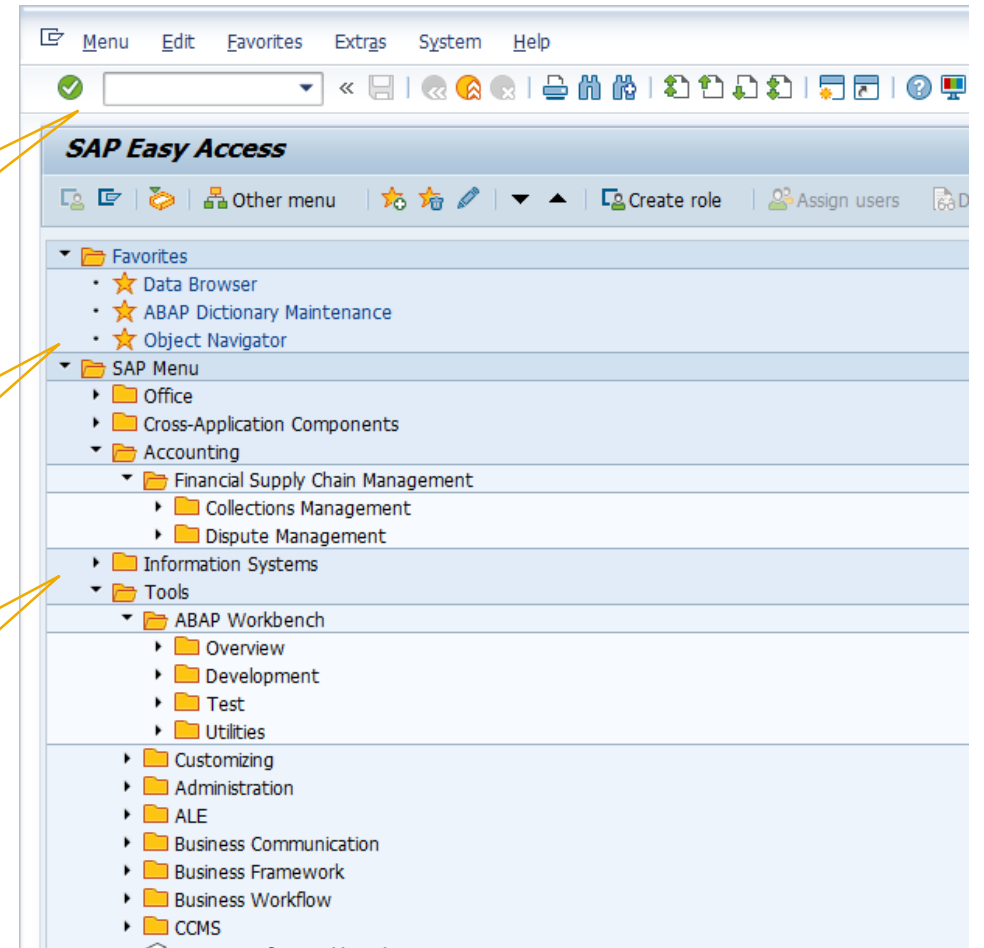 Menu Edit Favorites Extras System Help
SAP Easy Access
Other menu Create role Assign users D
Favorites
Data Browser
ABAP Dictionary Maintenance
Object Navigator
SAP Menu
Office
Cross-Application Components
Accounting
Financial Supply Chain Management
Collections Management
Dispute Management
Information Systems
Tools
ABAP Workbench
Overview
Development
Test
Utilities
Customizing
Administration
ALE
Business Communication
Business Framework
Business Workflow
CCMS